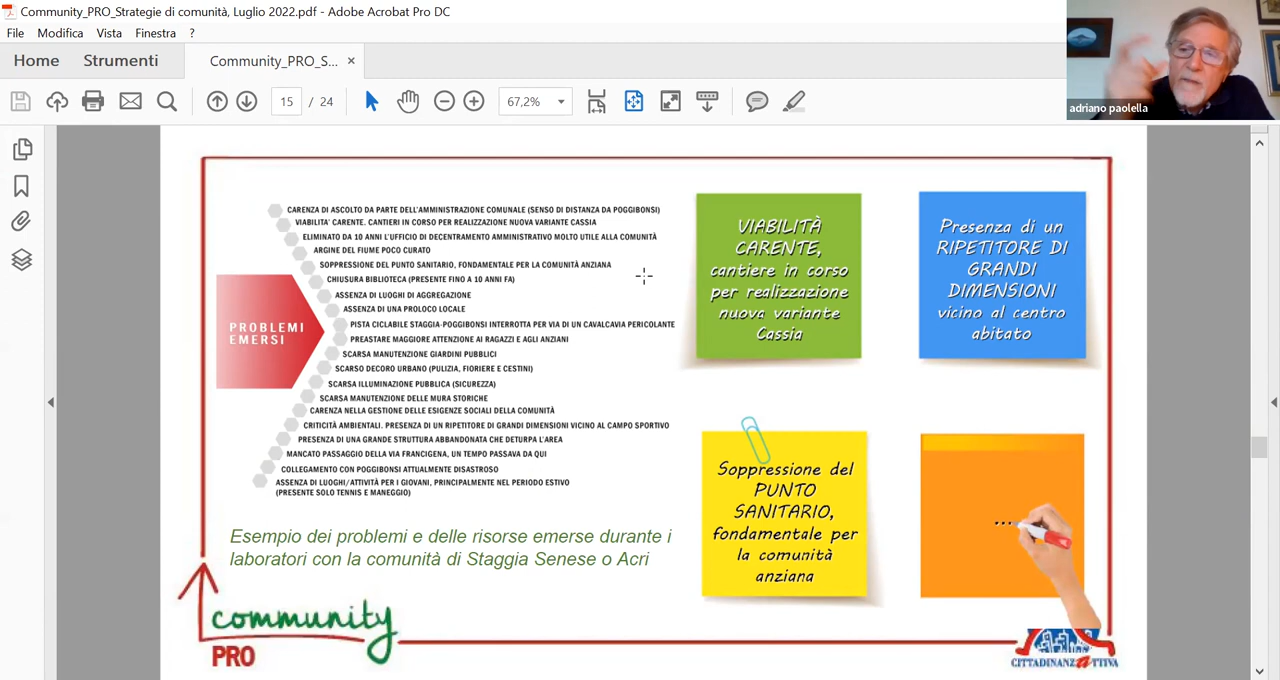 Community_PRO_Strategie di comunità, Luglio 2022.pdf - Adobe Acrobat Pro DC
File Modifica Vista Finestra ?
Home Strumenti Community_PRO_S... ×
15 / 24 67,2%
adriano paolella
PROBLEMI
EMERSI
CARENZA DI ASCOLTO DA PARTE DELL'AMMINISTRAZIONE COMUNALE (SENSO DI DISTANZA DA POGGIBONSI)
VIABILITA' CARENTE. CANTIERI IN CORSO PER REALIZZAZIONE NUOVA VARIANTE CASSIA
ELIMINATO DA 10 ANNI L'UFFICIO DI DECENTRAMENTO AMMINISTRATIVO MOLTO UTILE ALLA COMUNITÀ
ARGINE DEL FIUME POCO CURATO
SOPPRESSIONE DEL PUNTO SANITARIO, FONDAMENTALE PER LA COMUNITÀ ANZIANA
CHIUSURA BIBLIOTECA (PRESENTE FINO A 10 ANNI FA)
ASSENZA DI LUOGHI DI AGGREGAZIONE
ASSENZA DI UNA PROLOCO LOCALE
PISTA CICLABILE STAGGIA-POGGIBONSI INTERROTTA PER VIA DI UN CAVALCAVIA PERICOLANTE
PREASTARE MAGGIORE ATTENZIONE AI RAGAZZI E AGLI ANZIANI
SCARSA MANUTENZIONE GIARDINI PUBBLICI
SCARSO DECORO URBANO (PULIZIA, FIORIERE E CESTINI)
SCARSA ILLUMINAZIONE PUBBLICA (SICUREZZA)
SCARSA MANUTENZIONE DELLE MURA STORICHE
CARENZA NELLA GESTIONE DELLE ESIGENZE SOCIALI DELLA COMUNITÀ
CRITICITÀ AMBIENTALI. PRESENZA DI UN RIPETITORE DI GRANDI DIMENSIONI VICINO AL CAMPO SPORTIVO
PRESENZA DI UNA GRANDE STRUTTURA ABBANDONATA CHE DETURPA L'AREA
MANCATO PASSAGGIO DELLA VIA FRANCIGENA, UN TEMPO PASSAVA DA QUI
COLLEGAMENTO CON POGGIBONSI ATTUALMENTE DISASTROSO
ASSENZA DI LUOGHI/ATTIVITÀ PER I GIOVANI, PRINCIPALMENTE NEL PERIODO ESTIVO
(PRESENTE SOLO TENNIS E MANEGGIO)
Esempio dei problemi e delle risorse emerse durante i
laboratori con la comunità di Staggia Senese o Acri
VIABILITÀ
CARENTE,
cantiere in corso
per realizzazione
nuova variante
Cassia
Presenza di un
RIPETITORE DI
GRANDI
DIMENSIONI
vicino al centro
abitato
Soppressione del
PUNTO
SANITARIO,
fondamentale per
la comunità
anziana
...
community
PRO
CITTADINANZATTIVA